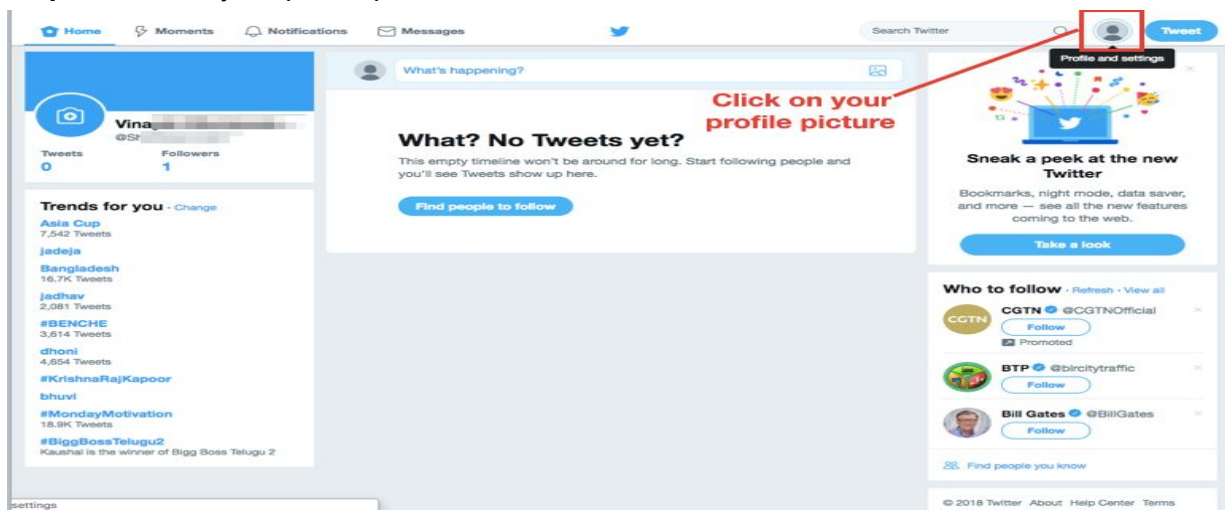 Home Moments Notifications Messages Search Twitter Tweet
Profile and settings
What's happening?
Click on your
profile picture
Vina
@Sh
Tweets Followers
0 1
What? No Tweets yet?
This empty timeline won't be around for long. Start following people and
you'll see Tweets show up here.
Find people to follow
Trends for you · Change
Asia Cup
7,542 Tweets
jadeja
Bangladesh
16.7K Tweets
jadhav
2,081 Tweets
#BENCHE
3,614 Tweets
dhoni
4,654 Tweets
#KrishnaRajKapoor
bhuvi
#MondayMotivation
18.9K Tweets
#BiggBossTelugu2
Kaushal is the winner of Bigg Boss Telugu 2
Sneak a peek at the new
Twitter
Bookmarks, night mode, data saver,
and more — see all the new features
coming to the web.
Take a look
Who to follow · Refresh · View all
CGTN
CGTN @CGTNOfficial
Follow
Promoted
BTP @blrcitytraffic
Follow
Bill Gates @BillGates
Follow
Find people you know
© 2018 Twitter About Help Center Terms
settings